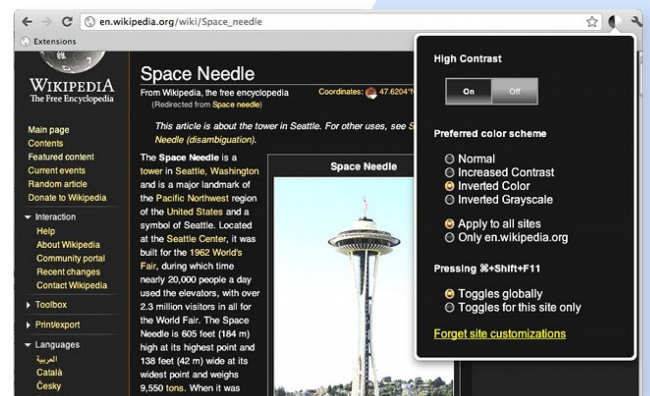 en.wikipedia.org/wiki/Space_needle
Extensions
WIKIPEDIA
The Free Encyclopedia
Main page
Contents
Featured content
Current events
Random article
Donate to Wikipedia
Interaction
Help
About Wikipedia
Community portal
Recent changes
Contact Wikipedia
Toolbox
Print/export
Languages
العربية
Català
Česky
Space Needle
From Wikipedia, the free encyclopedia
(Redirected from Space needle)
Coordinates: 47.6204°N
This article is about the tower in Seattle. For other uses, see S
Needle (disambiguation).
The Space Needle is a
tower in Seattle, Washington
and is a major landmark of
the Pacific Northwest region
of the United States and a
symbol of Seattle. Located
at the Seattle Center, it was
built for the 1962 World's
Fair, during which time
nearly 20,000 people a day
used the elevators, with over
2.3 million visitors in all for
the World Fair. The Space
Needle is 605 feet (184 m)
high at its highest point and
138 feet (42 m) wide at its
widest point and weighs
9,550 tons. When it was
Space Needle
High Contrast
On Off
Preferred color scheme
Normal
Increased Contrast
Inverted Color
Inverted Grayscale
Apply to all sites
Only en.wikipedia.org
Pressing ⌘+Shift+F11
Toggles globally
Toggles for this site only
Forget site customizations